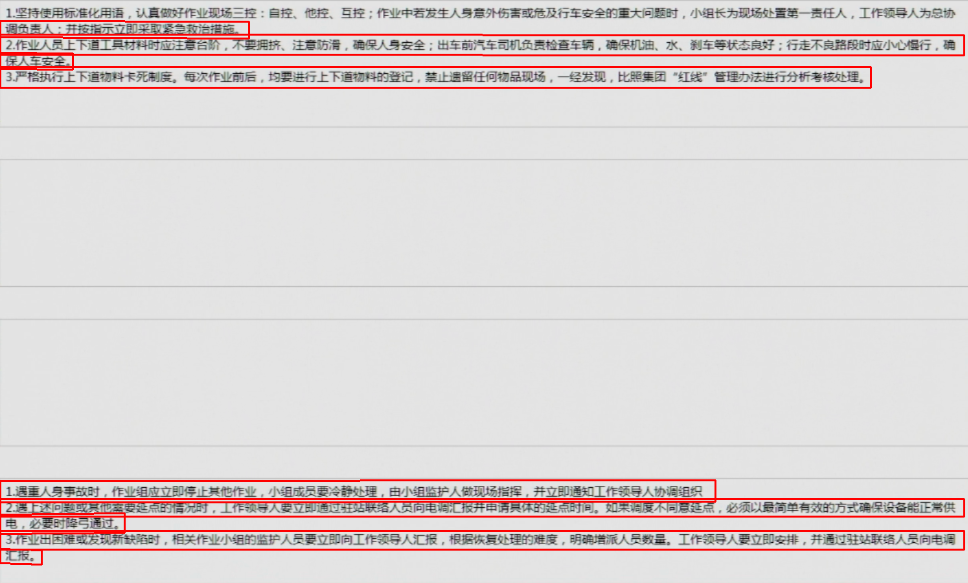 1.坚持使用标准化用语，认真做好作业现场三控：自控、他控、互控；作业中若发生人身意外伤害或危及行车安全的重大问题时，小组长为现场处置第一责任人，工作领导人为总协
调负责人；并按指示立即采取紧急救治措施。
2.作业人员上下道工具材料时应注意台阶，不要拥挤、注意防滑，确保人身安全；出车前汽车司机负责检查车辆，确保机油、水、刹车等状态良好；行走不良路段时应小心慢行，确
保人车安全。
3.严格执行上下道物料卡死制度。每次作业前后，均要进行上下道物料的登记，禁止遗留任何物品现场，一经发现，比照集团“红线”管理办法进行分析考核处理。
1.遇重人身事故时，作业组应立即停止其他作业，小组成员要冷静处理，由小组监护人做现场指挥，并立即通知工作领导人协调组织
2.遇上述问题或其他需要延点的情况时，工作领导人要立即通过驻站联络人员向电调汇报并申请具体的延点时间。如果调度不同意延点，必须以最简单有效的方式确保设备能正常供
电，必要时降弓通过。
3.作业出困难或发现新缺陷时，相关作业小组的监护人员要立即向工作领导人汇报，根据恢复处理的难度，明确增派人员数量。工作领导人要立即安排，并通过驻站联络人员向电调
汇报。